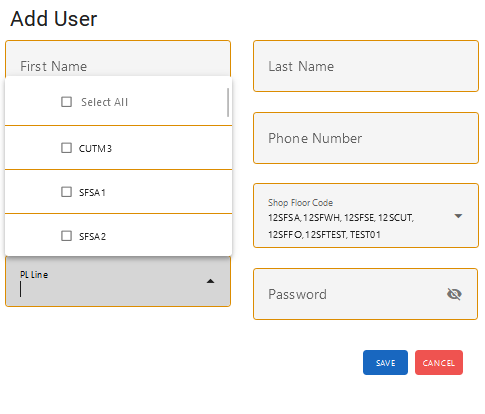 Add User
First Name
Last Name
Select All
CUTM3
SFSA1
SFSA2
Phone Number
Shop Floor Code
12SFSA, 12SFWH, 12SFSE, 12SCUT,
12SFFO, 12SFTEST, TEST01
PL Line
Password
SAVE
CANCEL